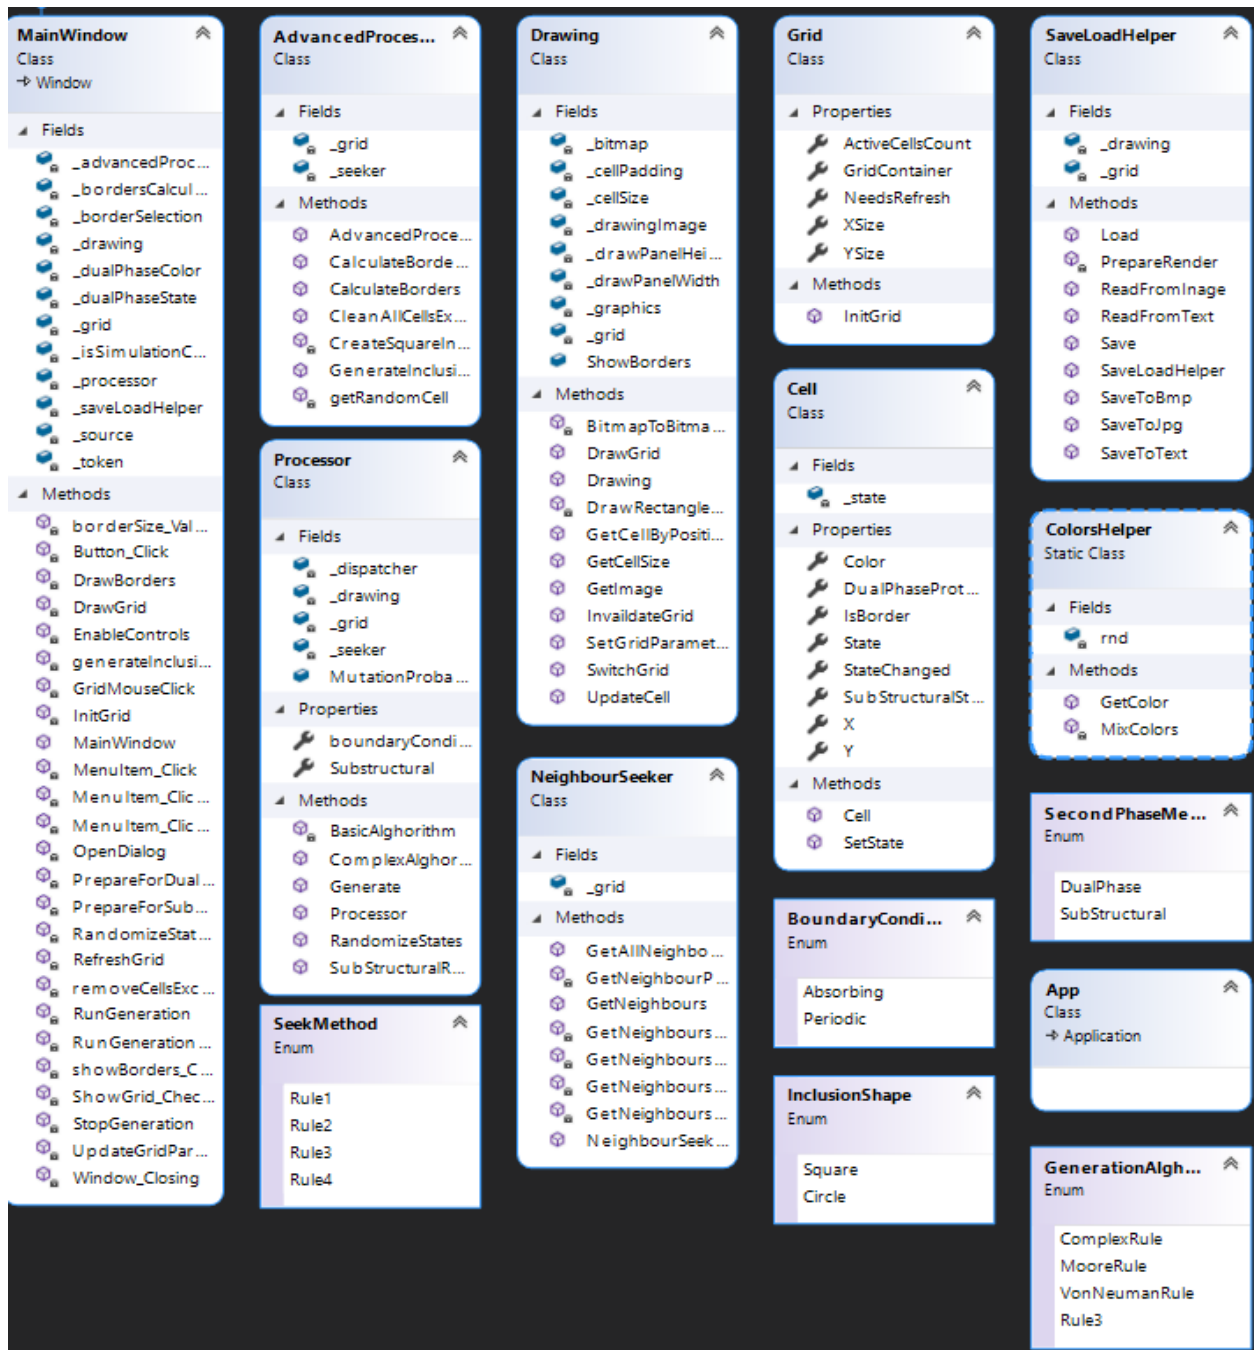 MainWindow
Class
Window
Fields
_advancedProc...
_bordersCalcul...
_borderSelection
_drawing
_dualPhaseColor
_dualPhaseState
_grid
_isSimulationC...
_processor
_saveLoadHelper
_source
_token
Methods
borderSize_Val...
Button_Click
DrawBorders
DrawGrid
EnableControls
generateInclusi...
GridMouseClick
InitGrid
MainWindow
MenuItem_Click
MenuItem_Clic...
MenuItem_Clic...
OpenDialog
PrepareForDual...
PrepareForSub...
RandomizeStat...
RefreshGrid
removeCellsExc...
RunGeneration
RunGeneration...
showBorders_C...
ShowGrid_Chec...
StopGeneration
UpdateGridPar...
Window_Closing
AdvancedProces...
Class
Fields
_grid
_seeker
Methods
AdvancedProce...
CalculateBorde...
CalculateBorders
CleanAllCellsEx...
CreateSquareIn...
GenerateInclusi...
getRandomCell
Processor
Class
Fields
_dispatcher
_drawing
_grid
_seeker
MutationProba...
Properties
boundaryCondi...
Substructural
Methods
BasicAlghorithm
ComplexAlghor...
Generate
Processor
RandomizeStates
SubStructuralR...
SeekMethod
Enum
Rule1
Rule2
Rule3
Rule4
Drawing
Class
Fields
_bitmap
_cellPadding
_cellSize
_drawingImage
_drawPanelHei...
_drawPanelWidth
_graphics
_grid
ShowBorders
Methods
BitmapToBitma...
DrawGrid
Drawing
DrawRectangle...
GetCellByPositi...
GetCellSize
GetImage
InvaildateGrid
SetGridParamet...
SwitchGrid
UpdateCell
NeighbourSeeker
Class
Fields
_grid
Methods
GetAllNeighbo...
GetNeighbourP...
GetNeighbours
GetNeighbours...
GetNeighbours...
GetNeighbours...
GetNeighbours...
NeighbourSeek...
Grid
Class
Properties
ActiveCellsCount
GridContainer
NeedsRefresh
XSize
YSize
Methods
InitGrid
Cell
Class
Fields
_state
Properties
Color
DualPhaseProt...
IsBorder
State
StateChanged
SubStructuralSt...
X
Y
Methods
Cell
SetState
BoundaryCondi...
Enum
Absorbing
Periodic
InclusionShape
Enum
Square
Circle
SaveLoadHelper
Class
Fields
_drawing
_grid
Methods
Load
PrepareRender
ReadFromInage
ReadFromText
Save
SaveLoadHelper
SaveToBmp
SaveToJpg
SaveToText
ColorsHelper
Static Class
Fields
rnd
Methods
GetColor
MixColors
SecondPhaseMe...
Enum
DualPhase
SubStructural
App
Class
Application
GenerationAlgh...
Enum
ComplexRule
MooreRule
VonNeumanRule
Rule3